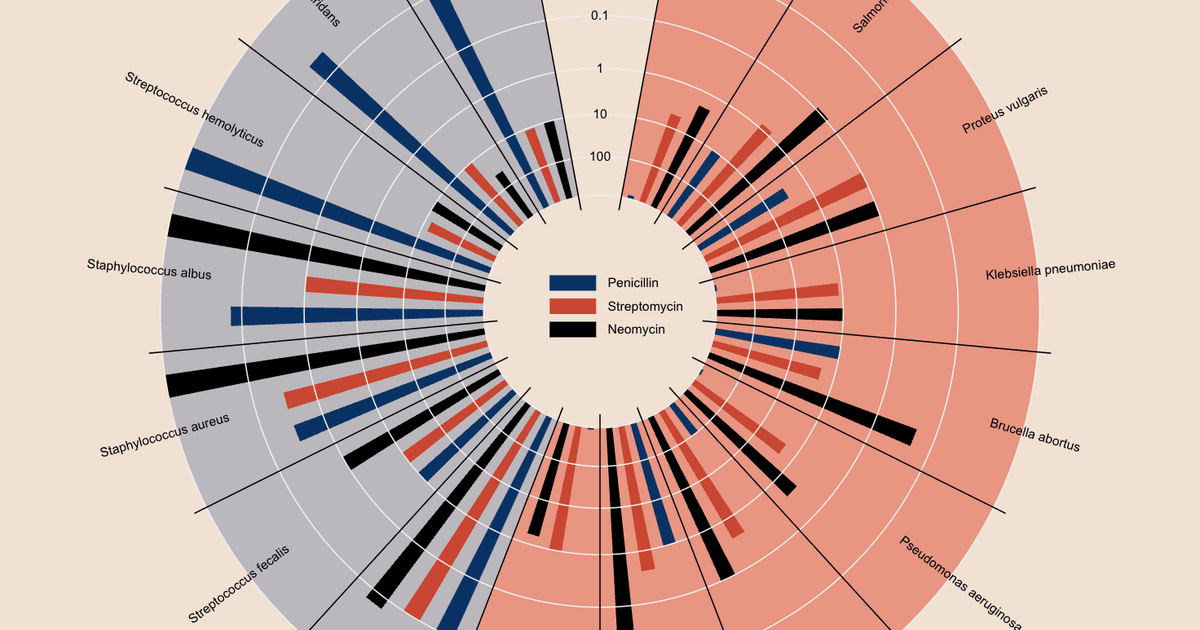 0.1
1
10
100
Proteus vulgaris
Streptococcus hemolyticus
Staphylococcus albus
Klebsiella pneumoniae
Penicillin
Streptomycin
Neomycin
Staphylococcus aureus
Brucella abortus
Streptococcus fecalis
Pseudomonas aeruginosa